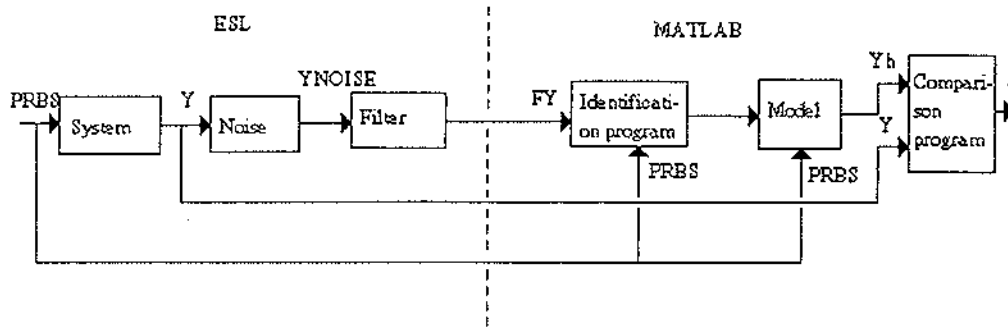 ESL
MATLAB
YNOISE
Yh
PRBS
Y
FY
System
Noise
Filter
Identificati-
on program
Model
Compari-
son
program
Y
PRBS
PRBS